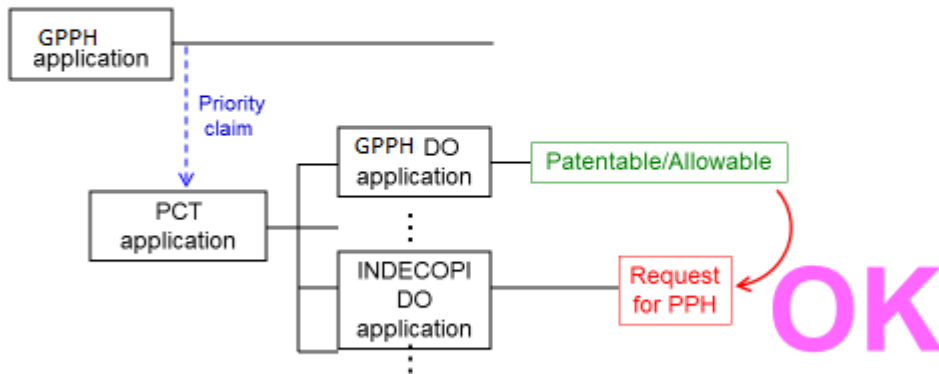 GPPH
application
Priority
claim
GPPH DO
application
Patentable/Allowable
PCT
application
INDECOPI
DO
application
Request
for PPH
OK